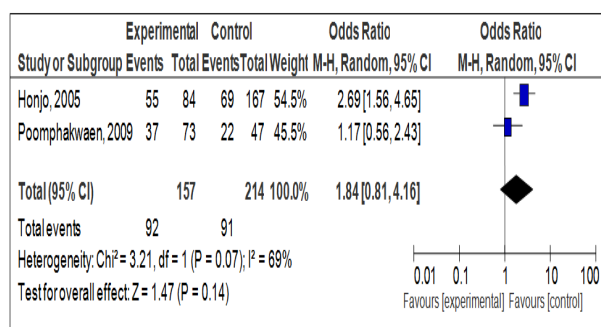 Experimental Control Odds Ratio Odds Ratio
Study or Subgroup Events Total Events Total Weight M-H, Random, 95% CI M-H, Random, 95% CI
Honjo, 2005 55 84 69 167 54.5% 2.69 [1.56, 4.65]
Poomphakwaen, 2009 37 73 22 47 45.5% 1.17 [0.56, 2.43]
Total (95% CI) 157 214 100.0% 1.84 [0.81, 4.16]
Total events 92 91
Heterogeneity: Chi² = 3.21, df = 1 (P = 0.07); I² = 69%
Test for overall effect: Z = 1.47 (P = 0.14)
0.01 0.1 1 10 100
Favours [experimental] Favours [control]